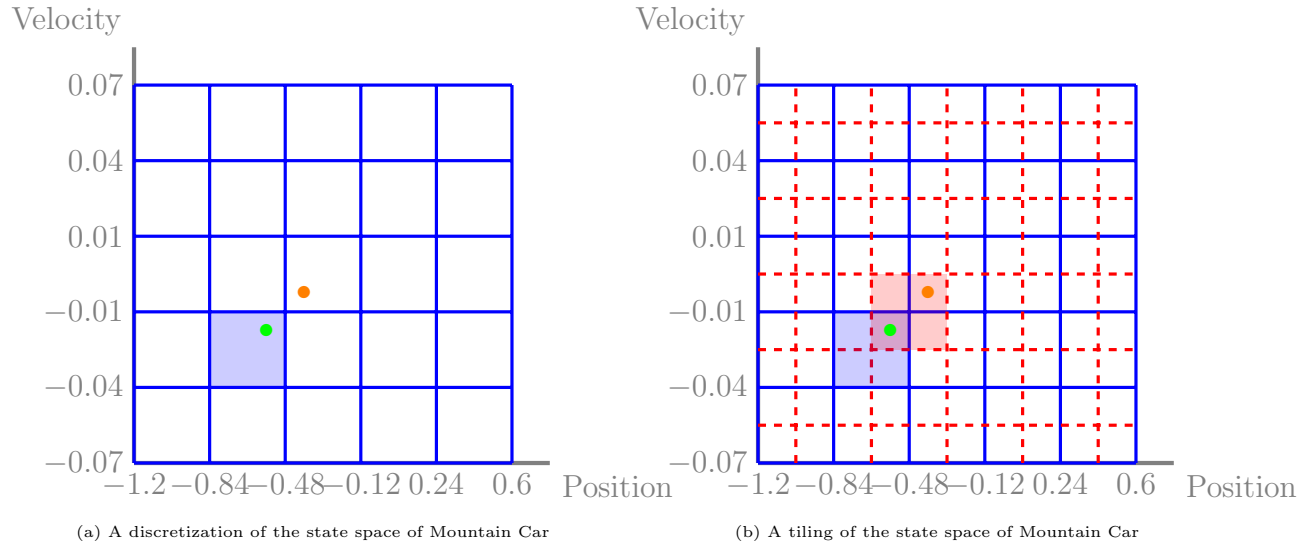 Velocity
0.07
0.04
0.01
−0.01
−0.04
−0.07
−1.2 −0.84 −0.48 −0.12 0.24 0.6
Position
(a) A discretization of the state space of Mountain Car
Velocity
0.07
0.04
0.01
−0.01
−0.04
−0.07
−1.2 −0.84 −0.48 −0.12 0.24 0.6
Position
(b) A tiling of the state space of Mountain Car